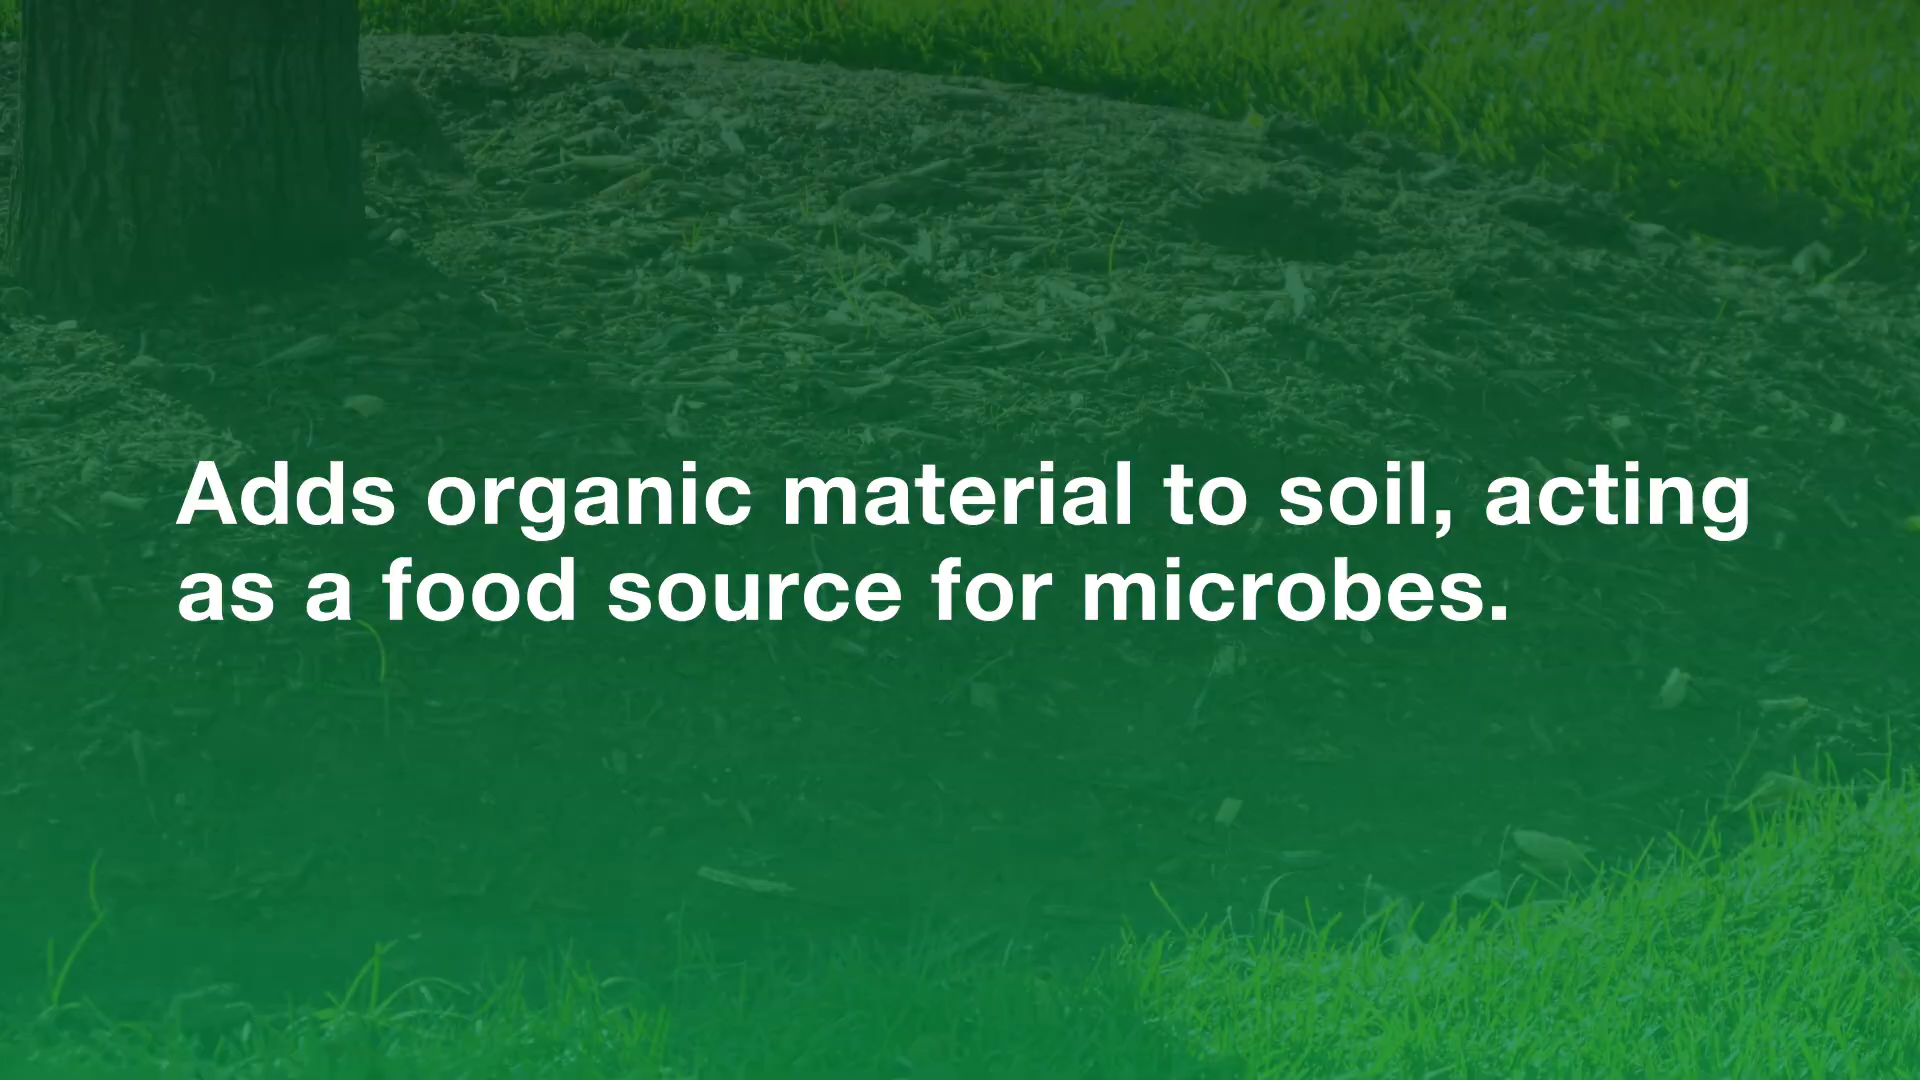 Adds organic material to soil, acting
as a food source for microbes.